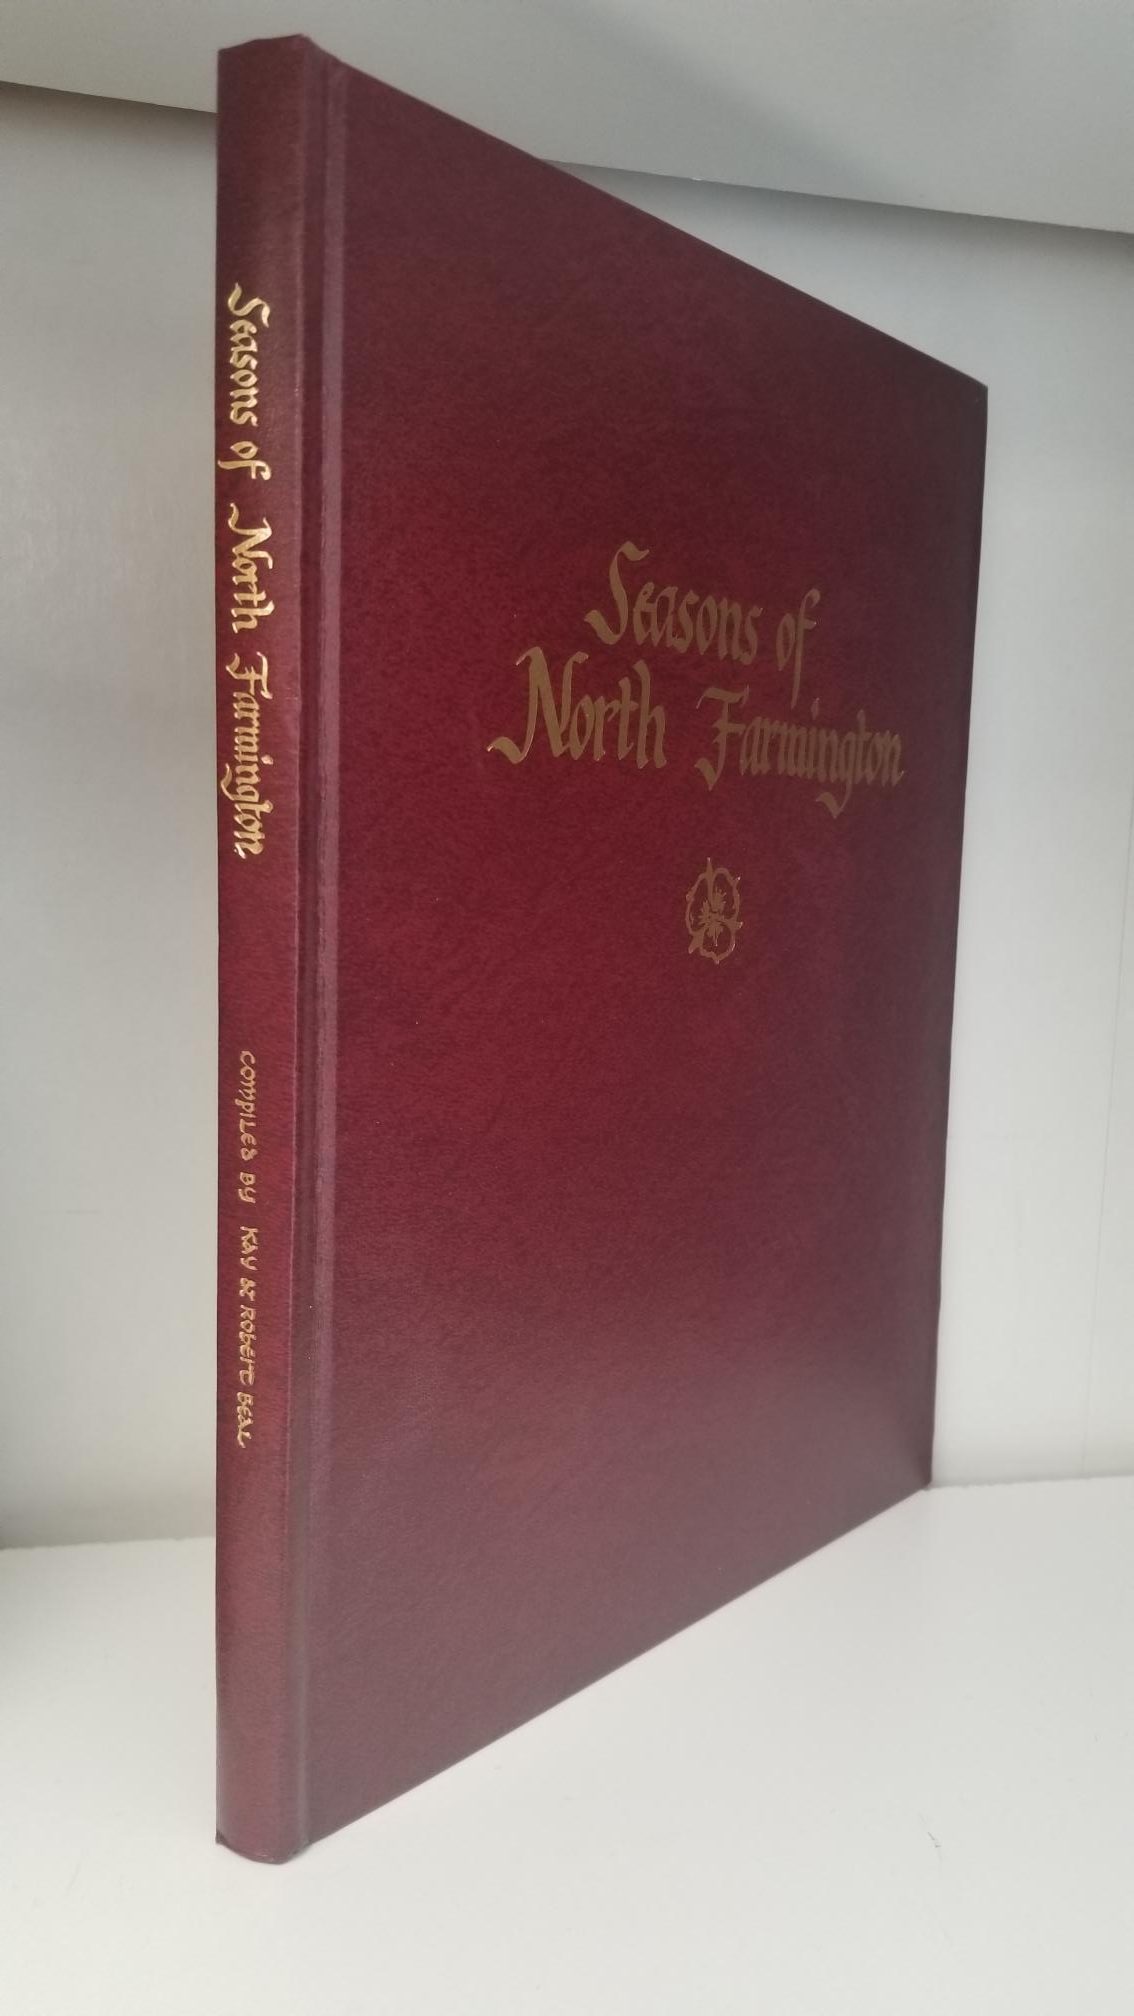 Seasons of North Farmington
COMPILED BY KAY & ROBERT BEAL
Seasons of
North Farmington